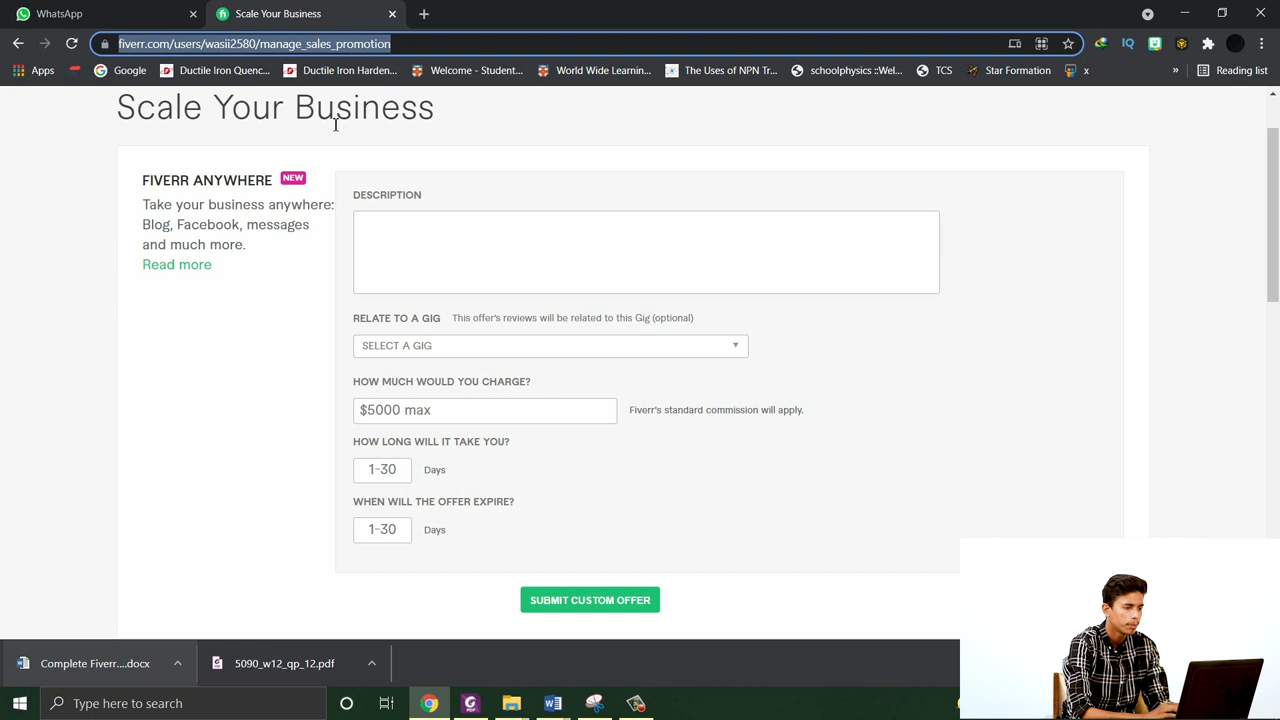 WhatsApp
Scale Your Business
fiverr.com/users/wasii2580/manage_sales_promotion
Apps
Google
Ductile Iron Quenc...
Ductile Iron Harden...
Welcome - Student...
World Wide Learnin...
The Uses of NPN Tr...
schoolphysics ::Wel...
TCS
Star Formation
x
»
Reading list
Scale Your Business
FIVERR ANYWHERE NEW
Take your business anywhere:
Blog, Facebook, messages
and much more.
Read more
DESCRIPTION
RELATE TO A GIG This offer's reviews will be related to this Gig (optional)
SELECT A GIG
HOW MUCH WOULD YOU CHARGE?
$5000 max Fiverr's standard commission will apply.
HOW LONG WILL IT TAKE YOU?
1-30 Days
WHEN WILL THE OFFER EXPIRE?
1-30 Days
SUBMIT CUSTOM OFFER
Complete Fiverr....docx
5090_w12_qp_12.pdf
Type here to search